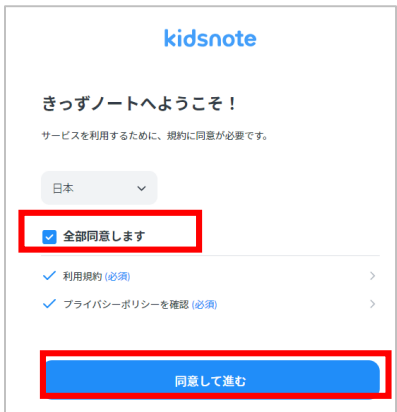 kidsnote
きっずノートへようこそ！
サービスを利用するために、規約に同意が必要です。
日本
全部同意します
利用規約 (必須)
プライバシーポリシーを確認 (必須)
同意して進む